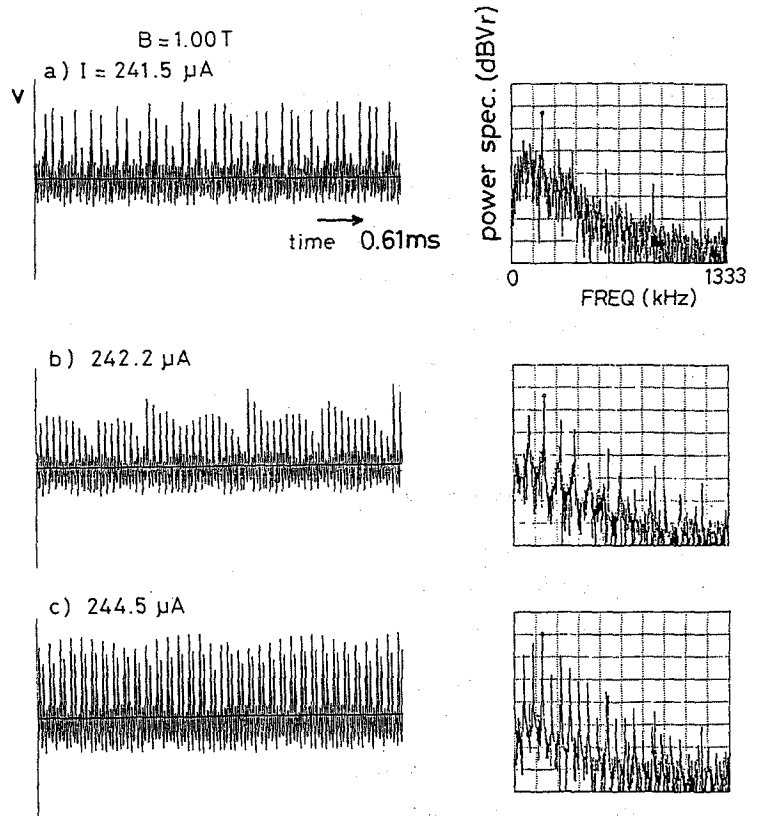 B = 1.00 T
a) I = 241.5 µA
V
time 0.61ms
power spec. (dBVr)
0 1333
FREQ (kHz)
b) 242.2 µA
c) 244.5 µA